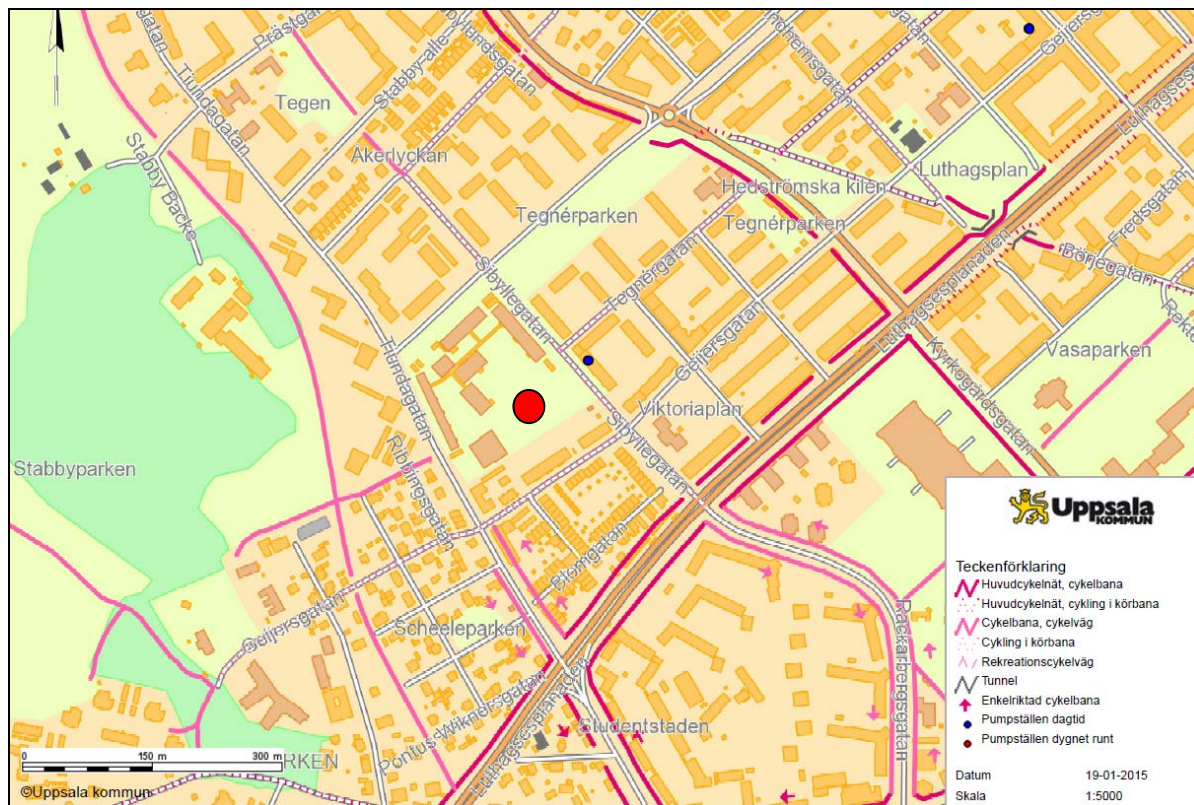 Prästgatan
Tegen
Stabby allé
Geijersgatan
Luthagsesplanaden
Tiundagatan
Åkerlyckan
Stabby Backe
Luthagsplan
Hedströmska kilen
Tegnérparken
Tegnérparken
Fredsgatan
Börjegatan
Sibyllegatan
Tegnérgatan
Luthagsesplanaden
Geijersgatan
Vasaparken
Kyrkogårdsgatan
Tiundagatan
Viktoriaplan
Sibyllegatan
Stabbyparken
Ribbingsgatan
Blomgatan
Geijersgatan
Scheeleparken
Rackarbergsgatan
Pontus Wiknersgatan
Luthagsesplanaden
Studentstaden
0 150 m 300 m
©Uppsala kommun
Uppsala
KOMMUN
Teckenförklaring
Huvudcykelnät, cykelbana
Huvudcykelnät, cykling i körbana
Cykelbana, cykelväg
Cykling i körbana
Rekreationscykelväg
Tunnel
Enkelriktad cykelbana
Pumpställen dagtid
Pumpställen dygnet runt
Datum 19-01-2015
Skala 1:5000